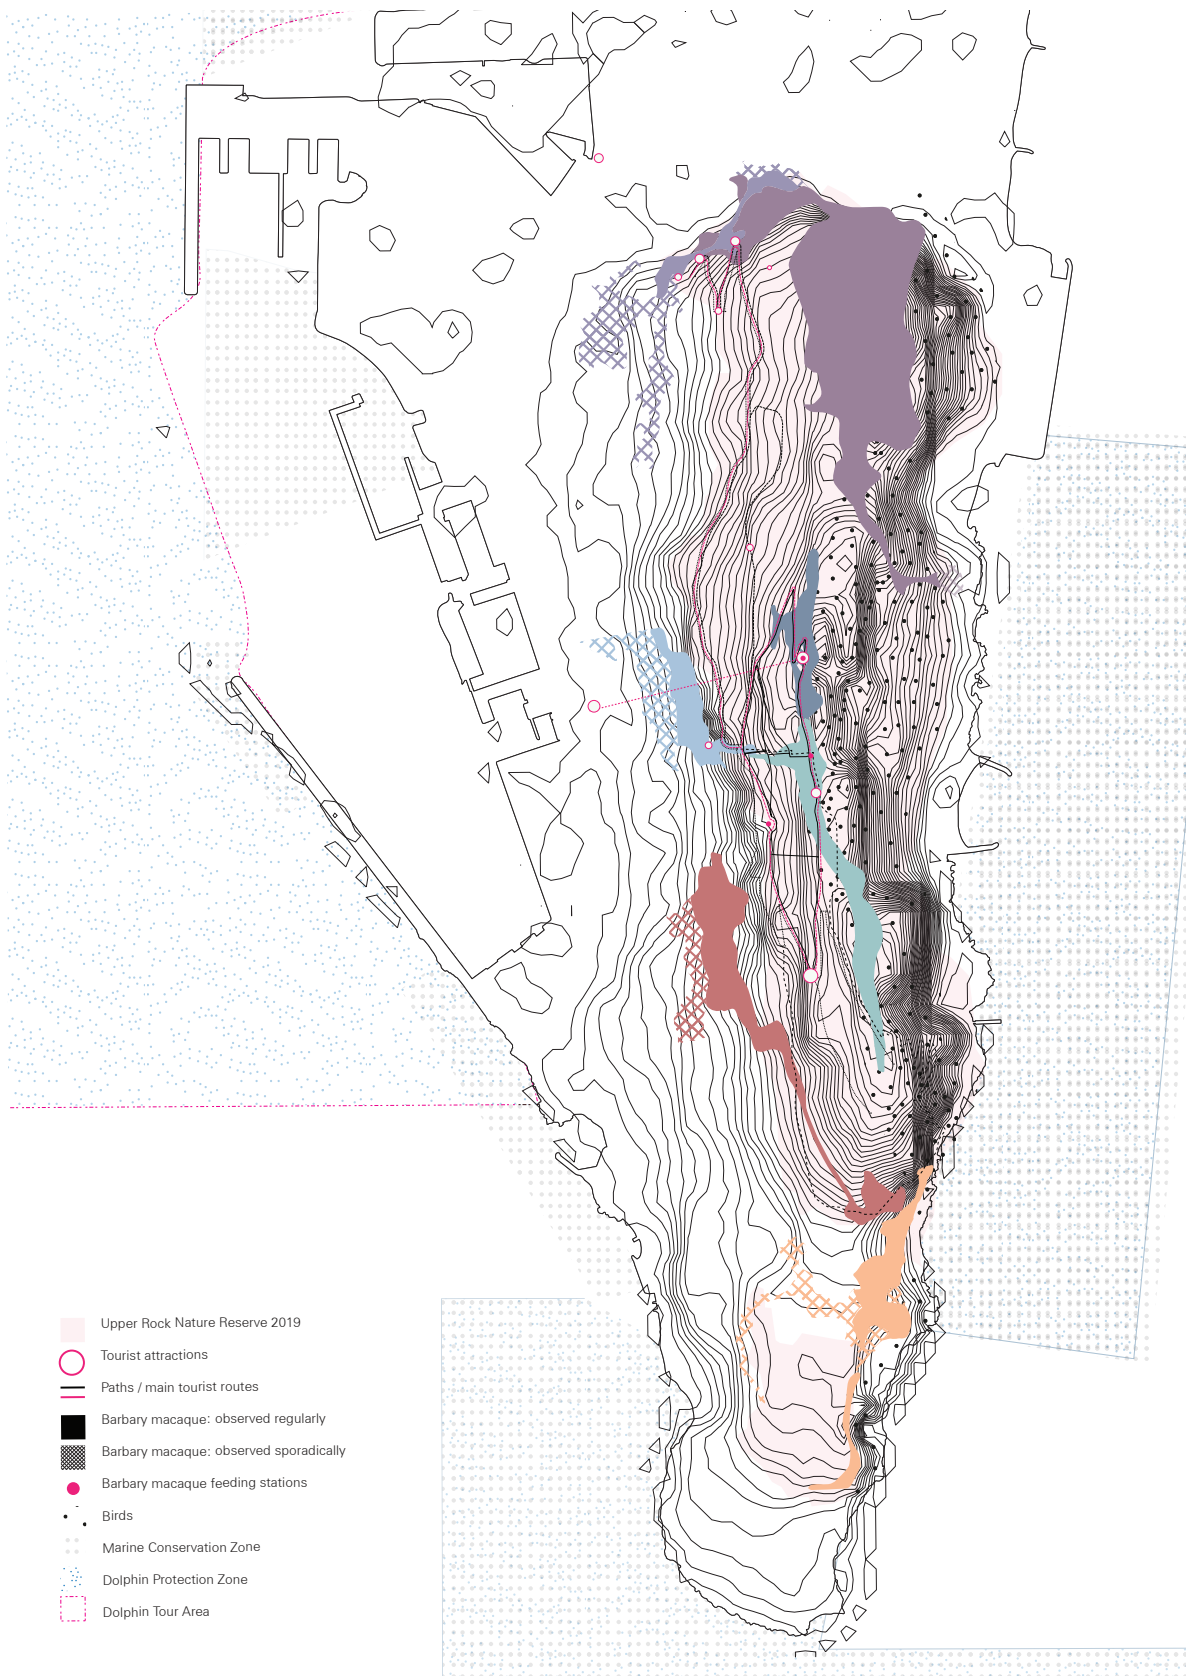 Upper Rock Nature Reserve 2019
Tourist attractions
Paths / main tourist routes
Barbary macaque: observed regularly
Barbary macaque: observed sporadically
Barbary macaque feeding stations
Birds
Marine Conservation Zone
Dolphin Protection Zone
Dolphin Tour Area